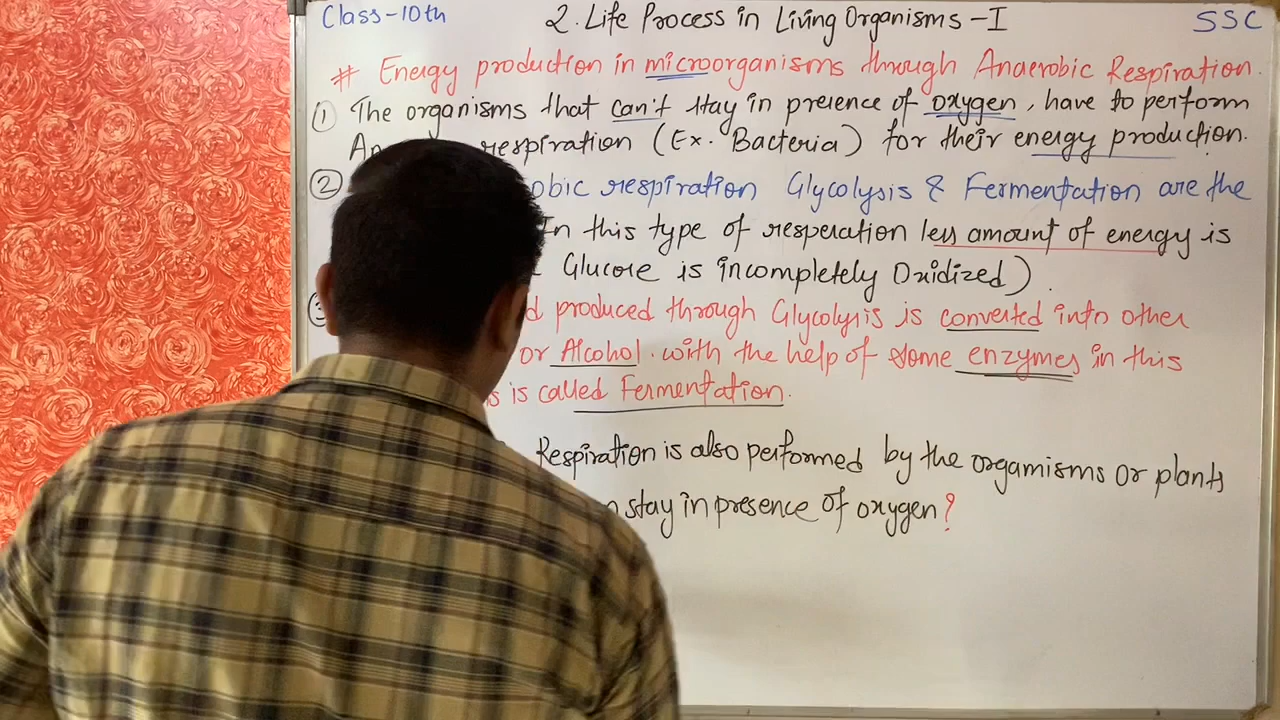 Class-10th 2. Life Process in Living Organisms-I SSC
# Energy production in microorganisms through Anaerobic Respiration.
① The organisms that can't stay in presence of oxygen, have to perform
An respiration (Ex. Bacteria) for their energy production.
② obic respiration Glycolysis & Fermentation are the
In this type of resperation less amount of energy is
Glucose is incompletely Oxidized).
③ d produced through Glycolysis is converted into other
or Alcohol. with the help of some enzymes in this
s is called Fermentation.
Respiration is also performed by the orgamisms or plants
n stay in presence of oxygen?